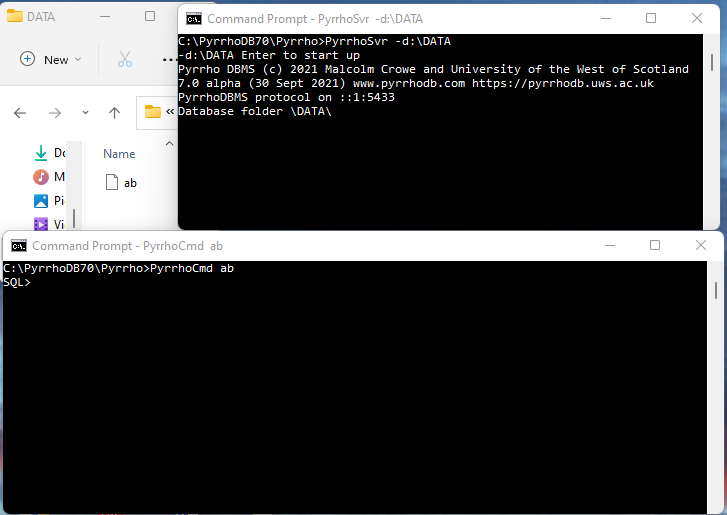 DATA
New
Do
M
Pi
Vi
Name
ab
Command Prompt - PyrrhoSvr -d:\DATA
C:\PyrrhoDB70\Pyrrho>PyrrhoSvr -d:\DATA
-d:\DATA Enter to start up
Pyrrho DBMS (c) 2021 Malcolm Crowe and University of the West of Scotland
7.0 alpha (30 Sept 2021) www.pyrrhodb.com https://pyrrhodb.uws.ac.uk
PyrrhoDBMS protocol on ::1:5433
Database folder \DATA\
Command Prompt - PyrrhoCmd ab
C:\PyrrhoDB70\Pyrrho>PyrrhoCmd ab
SQL>